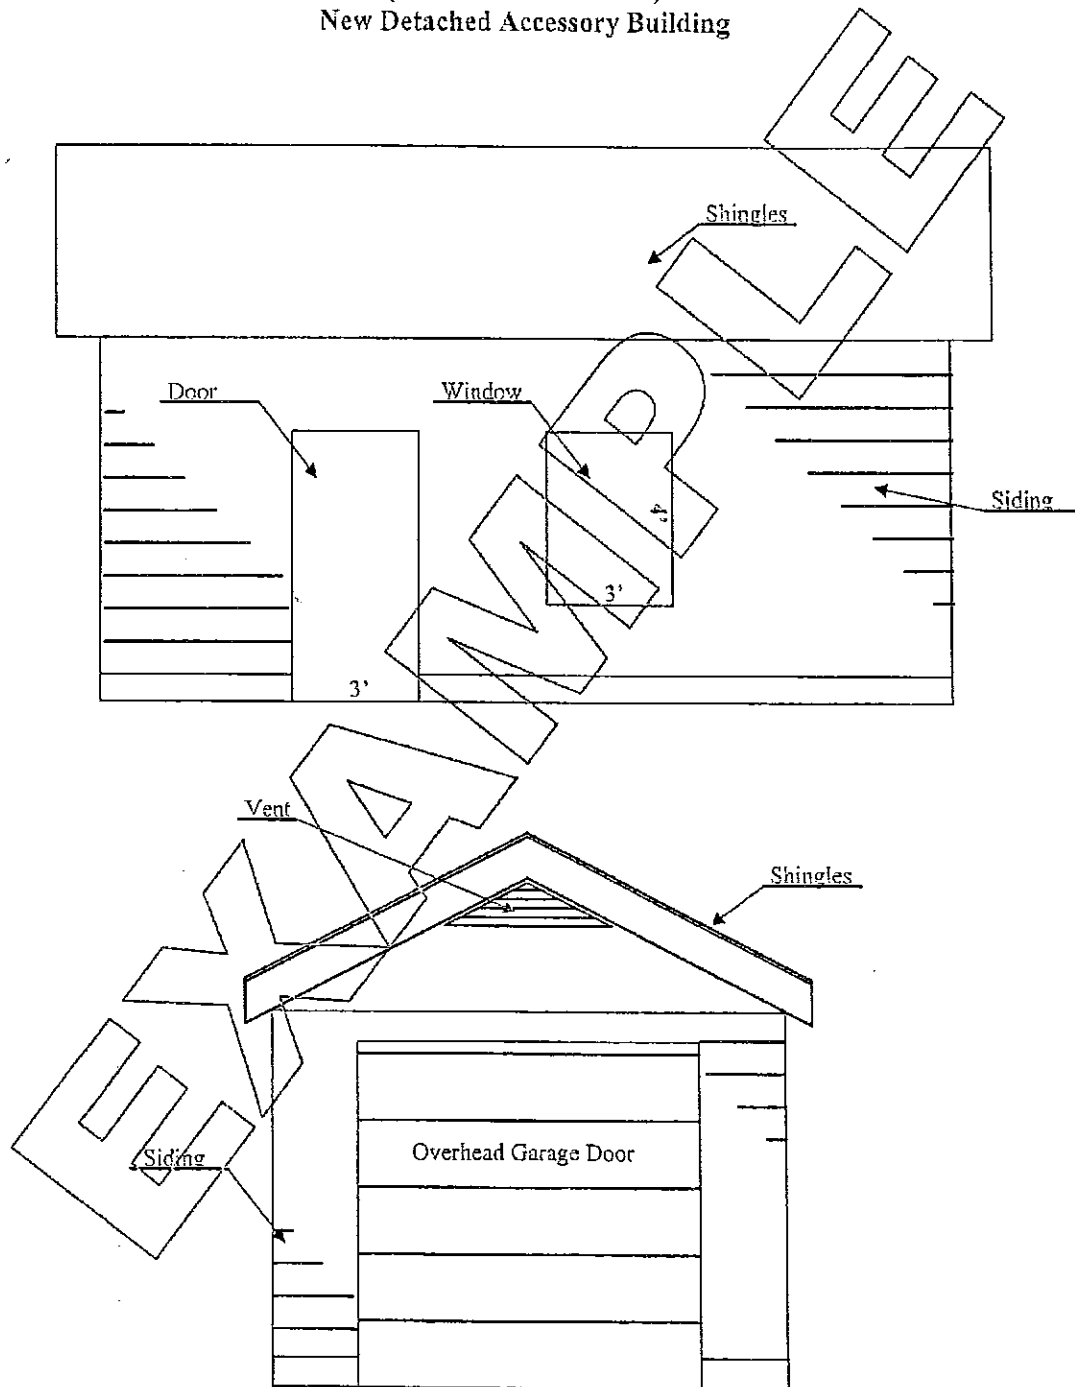 New Detached Accessory Building
Shingles
Door
Window
Siding
4'
3'
3'
Vent
Shingles
Overhead Garage Door
Siding
EXAMPLE